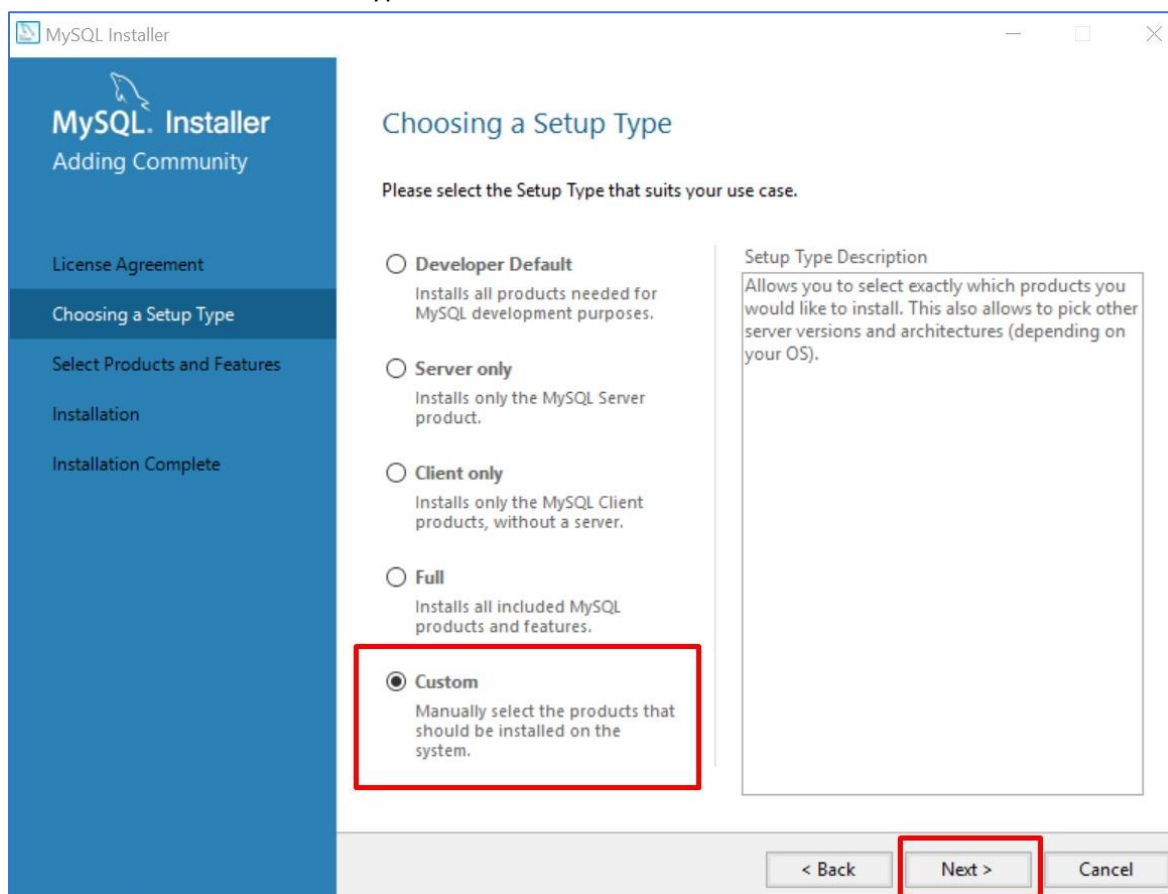 MySQL Installer
MySQL. Installer
Adding Community
License Agreement
Choosing a Setup Type
Select Products and Features
Installation
Installation Complete
Choosing a Setup Type
Please select the Setup Type that suits your use case.
Developer Default
Installs all products needed for
MySQL development purposes.
Server only
Installs only the MySQL Server
product.
Client only
Installs only the MySQL Client
products, without a server.
Full
Installs all included MySQL
products and features.
Custom
Manually select the products that
should be installed on the
system.
Setup Type Description
Allows you to select exactly which products you
would like to install. This also allows to pick other
server versions and architectures (depending on
your OS).
< Back
Next >
Cancel